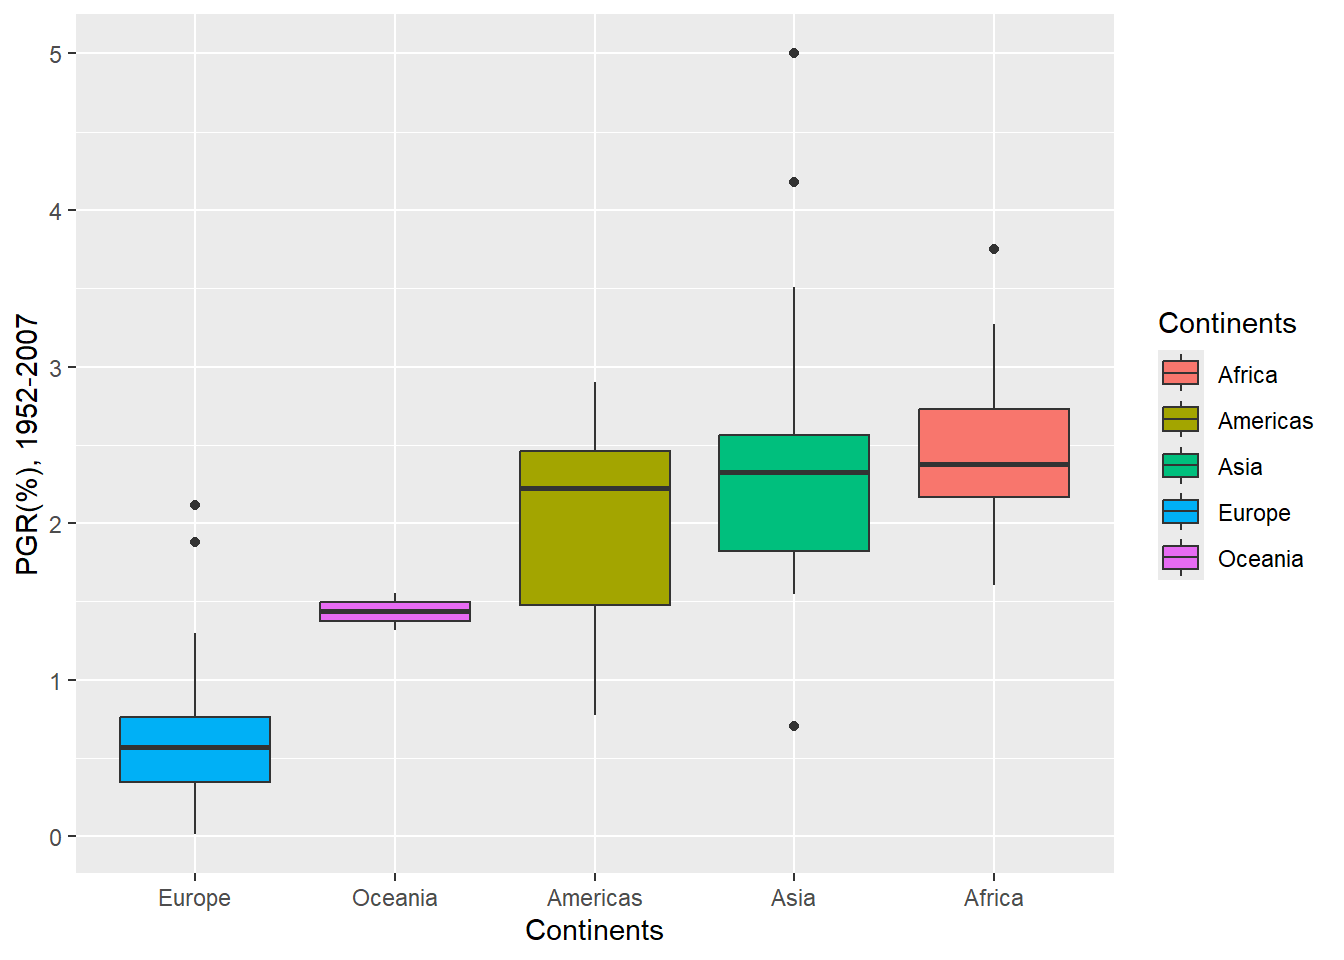 PGR(%), 1952-2007
5
4
3
2
1
0
Europe
Oceania
Americas
Asia
Africa
Continents
Continents
Africa
Americas
Asia
Europe
Oceania